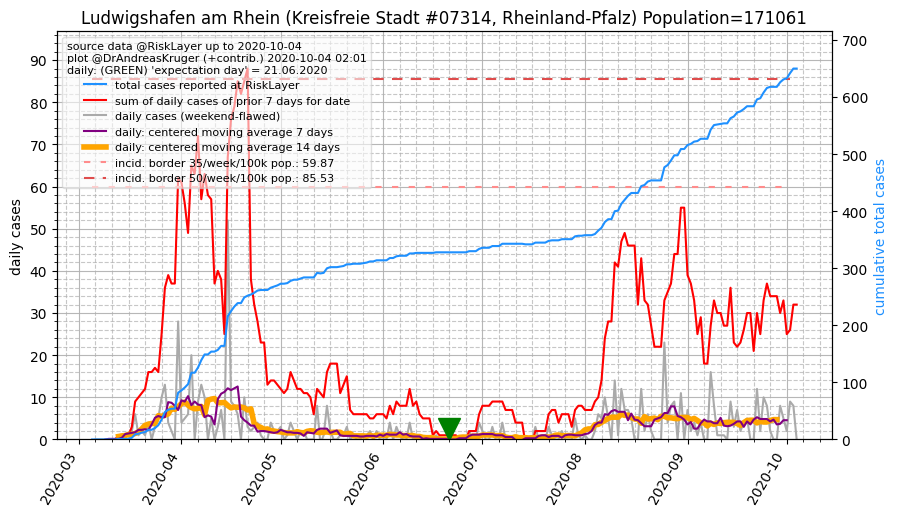 Ludwigshafen am Rhein (Kreisfreie Stadt #07314, Rheinland-Pfalz) Population=171061
source data @RiskLayer up to 2020-10-04
plot @DrAndreasKruger (+contrib.) 2020-10-04 02:01
daily: (GREEN) 'expectation day' = 21.06.2020
total cases reported at RiskLayer
sum of daily cases of prior 7 days for date
daily cases (weekend-flawed)
daily: centered moving average 7 days
daily: centered moving average 14 days
incid. border 35/week/100k pop.: 59.87
incid. border 50/week/100k pop.: 85.53
daily cases
90
80
70
60
50
40
30
20
10
0
cumulative total cases
700
600
500
400
300
200
100
0
2020-03
2020-04
2020-05
2020-06
2020-07
2020-08
2020-09
2020-10